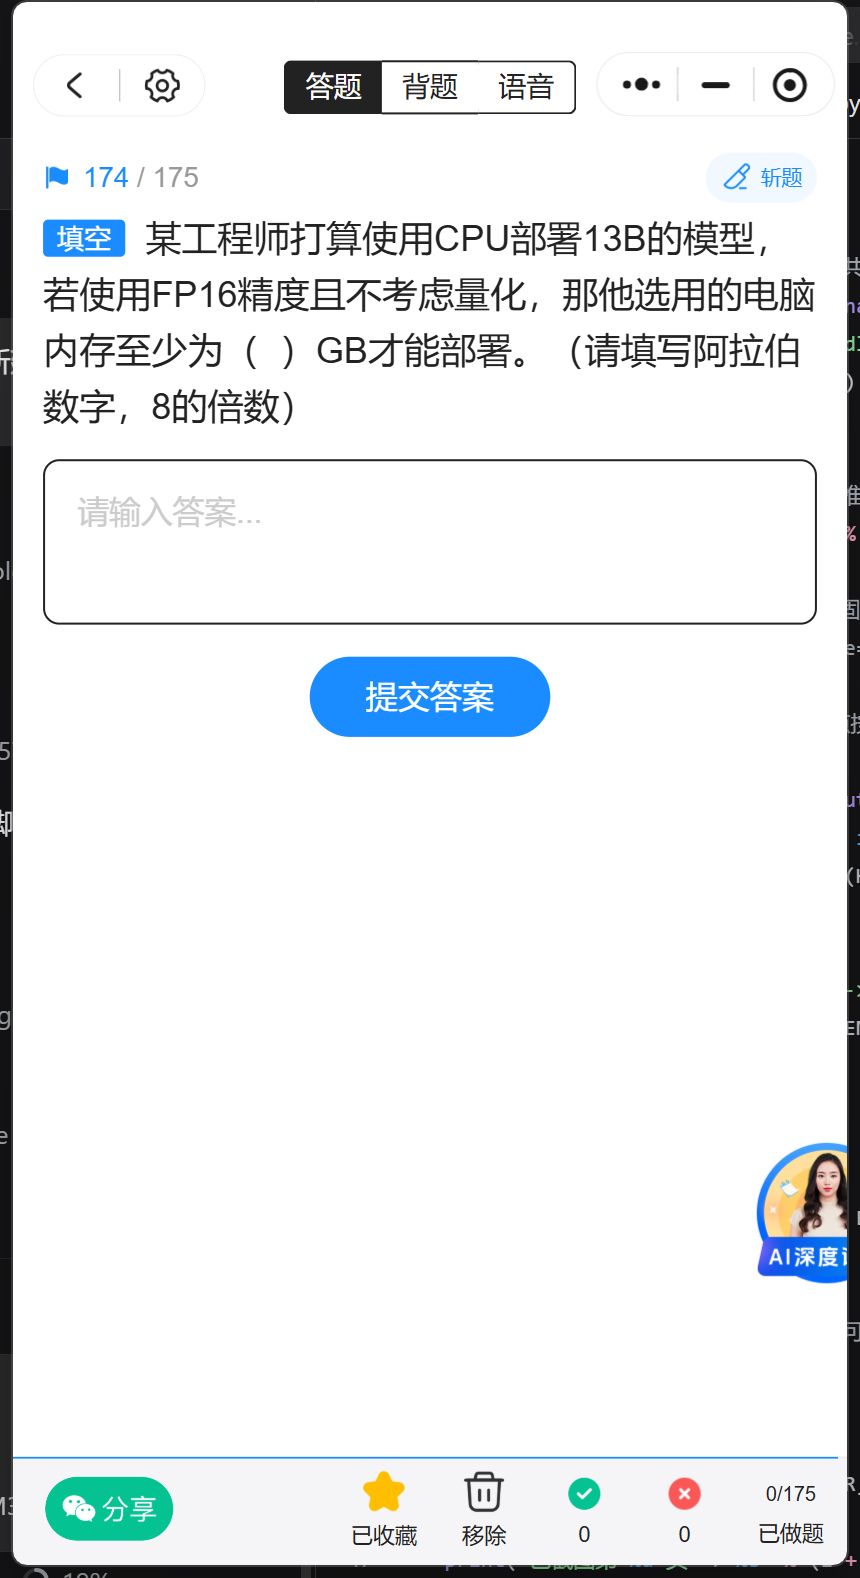 答题 背题 语音
174 / 175
斩题
填空 某工程师打算使用CPU部署13B的模型，
若使用FP16精度且不考虑量化，那他选用的电脑
内存至少为（ ）GB才能部署。（请填写阿拉伯
数字，8的倍数）
请输入答案...
提交答案
AI深度
分享
已收藏
移除
0
0
0/175
已做题